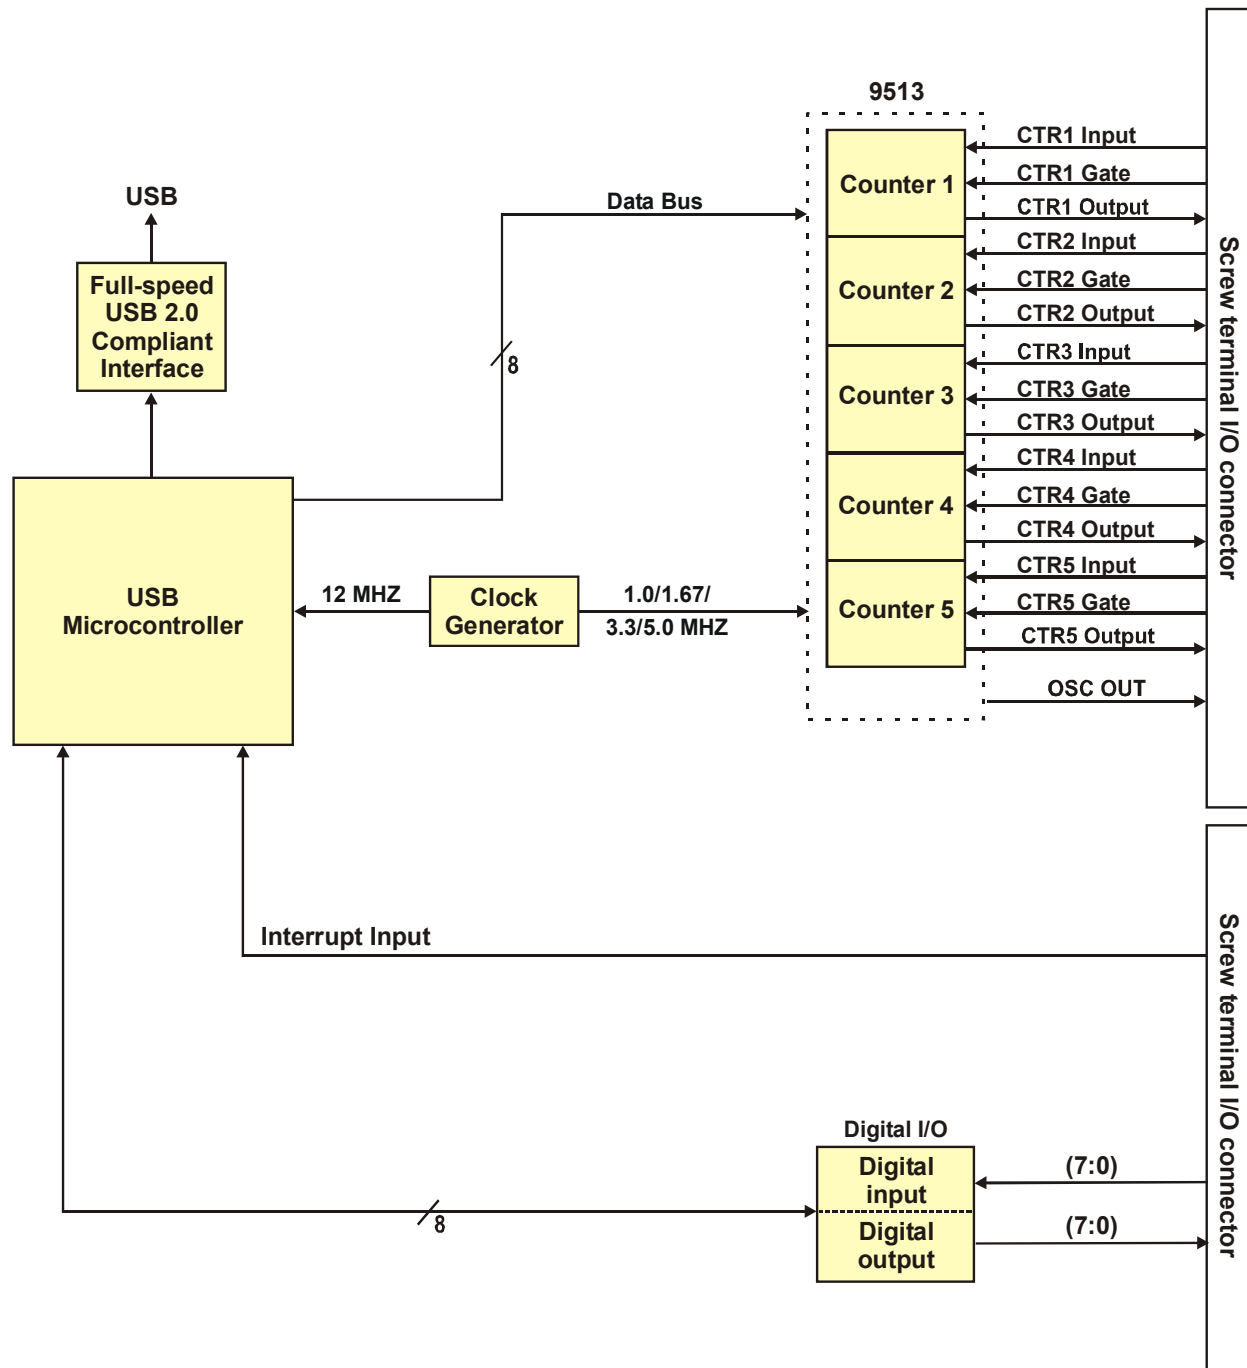 9513
CTR1 Input
CTR1 Gate
CTR1 Output
CTR2 Input
CTR2 Gate
CTR2 Output
CTR3 Input
CTR3 Gate
CTR3 Output
CTR4 Input
CTR4 Gate
CTR4 Output
CTR5 Input
CTR5 Gate
CTR5 Output
OSC OUT
Counter 1
Counter 2
Counter 3
Counter 4
Counter 5
Screw terminal I/O connector
USB
Full-speed
USB 2.0
Compliant
Interface
Data Bus
8
USB
Microcontroller
12 MHZ
Clock
Generator
1.0/1.67/
3.3/5.0 MHZ
Interrupt Input
Screw terminal I/O connector
Digital I/O
Digital
input
Digital
output
(7:0)
(7:0)
8